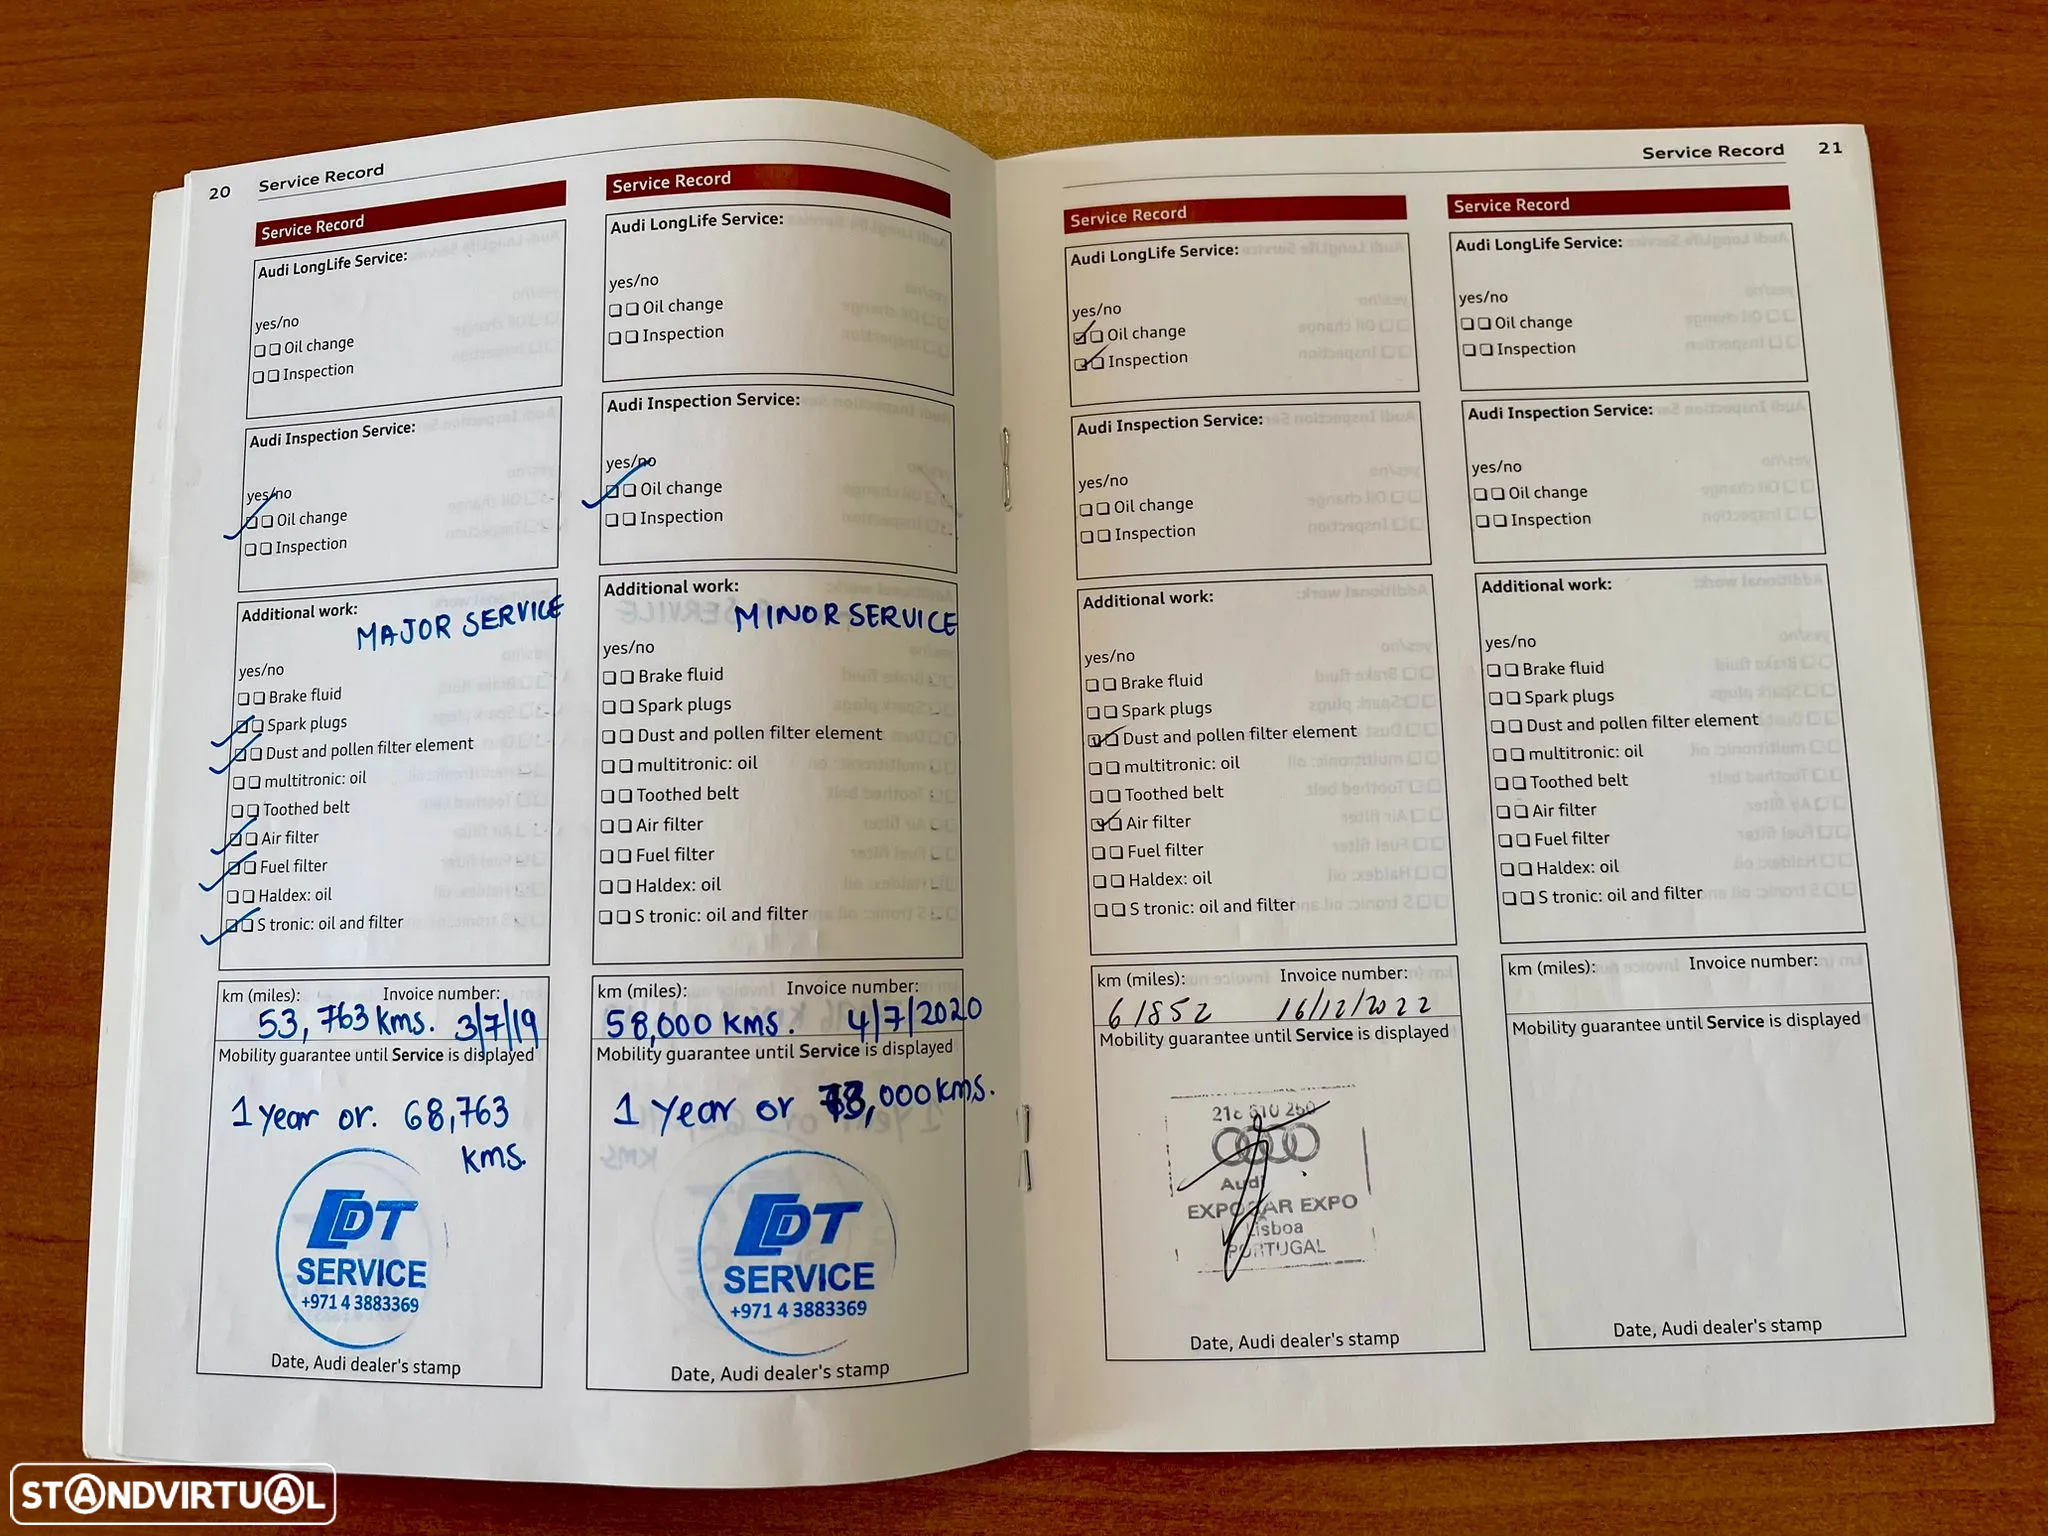 20 Service Record
Service Record
Audi LongLife Service:
yes/no
Oil change
Inspection
Audi Inspection Service:
yes/no
Oil change
Inspection
Additional work:
MAJOR SERVICE
yes/no
Brake fluid
Spark plugs
Dust and pollen filter element
multitronic: oil
Toothed belt
Air filter
Fuel filter
Haldex: oil
S tronic: oil and filter
km (miles): Invoice number:
53,763 kms. 3/7/19
Mobility guarantee until Service is displayed
1 year or. 68,763
kms.
EDT
SERVICE
+971 4 3883369
Date, Audi dealer's stamp
Service Record
Audi LongLife Service:
yes/no
Oil change
Inspection
Audi Inspection Service:
yes/no
Oil change
Inspection
Additional work:
MINOR SERVICE
yes/no
Brake fluid
Spark plugs
Dust and pollen filter element
multitronic: oil
Toothed belt
Air filter
Fuel filter
Haldex: oil
S tronic: oil and filter
km (miles): Invoice number:
58,000 kms. 4/7/2020
Mobility guarantee until Service is displayed
1 year or 73,000 kms.
EDT
SERVICE
+971 4 3883369
Date, Audi dealer's stamp
Service Record 21
Service Record
Audi LongLife Service:
yes/no
Oil change
Inspection
Audi Inspection Service:
yes/no
Oil change
Inspection
Additional work:
yes/no
Brake fluid
Spark plugs
Dust and pollen filter element
multitronic: oil
Toothed belt
Air filter
Fuel filter
Haldex: oil
S tronic: oil and filter
km (miles): Invoice number:
61852 16/12/2022
Mobility guarantee until Service is displayed
Audi
EXPO
Lisboa
PORTUGAL
Date, Audi dealer's stamp
Service Record
Audi LongLife Service:
yes/no
Oil change
Inspection
Audi Inspection Service:
yes/no
Oil change
Inspection
Additional work:
yes/no
Brake fluid
Spark plugs
Dust and pollen filter element
multitronic: oil
Toothed belt
Air filter
Fuel filter
Haldex: oil
S tronic: oil and filter
km (miles): Invoice number:
Mobility guarantee until Service is displayed
Date, Audi dealer's stamp
STANDVIRTUAL